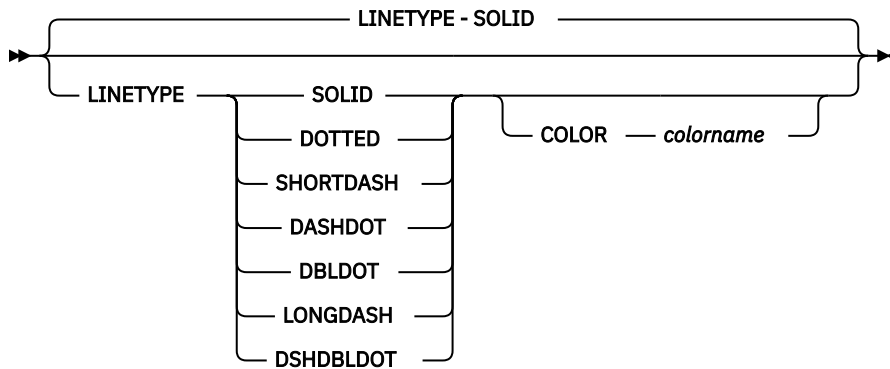 LINETYPE - SOLID
LINETYPE SOLID
DOTTED COLOR colorname
SHORTDASH
DASHDOT
DBLDOT
LONGDASH
DSHDBLDOT